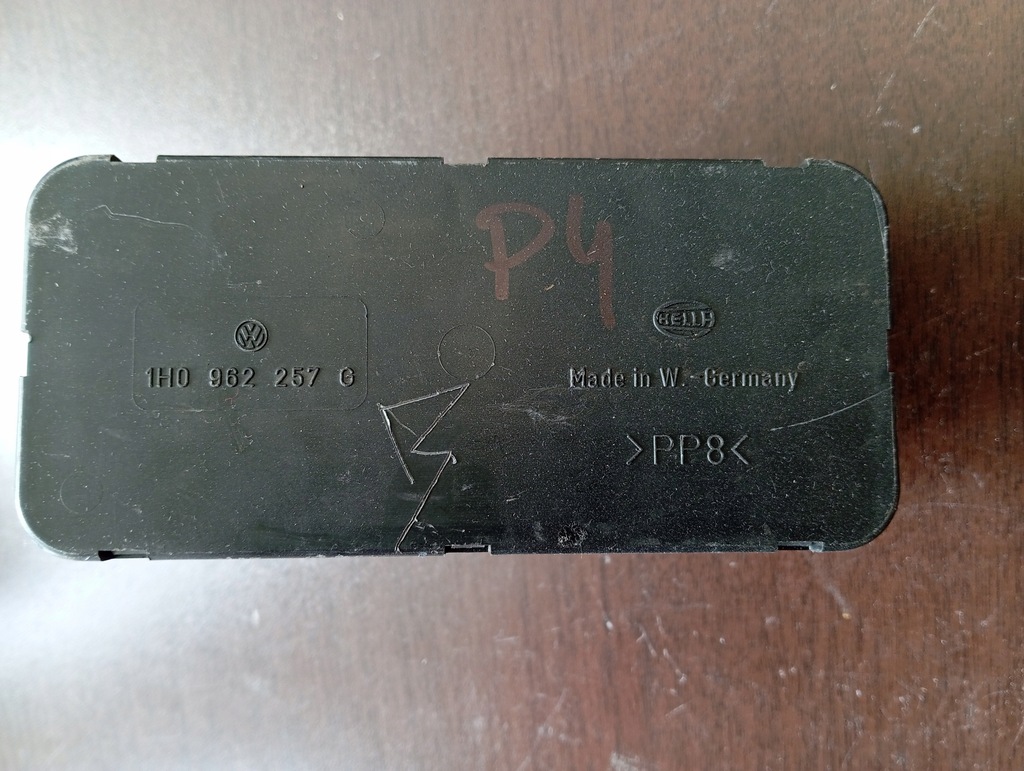 P4
HELLA
1H0 962 257 G
Made in W.-Germany
>PP8<